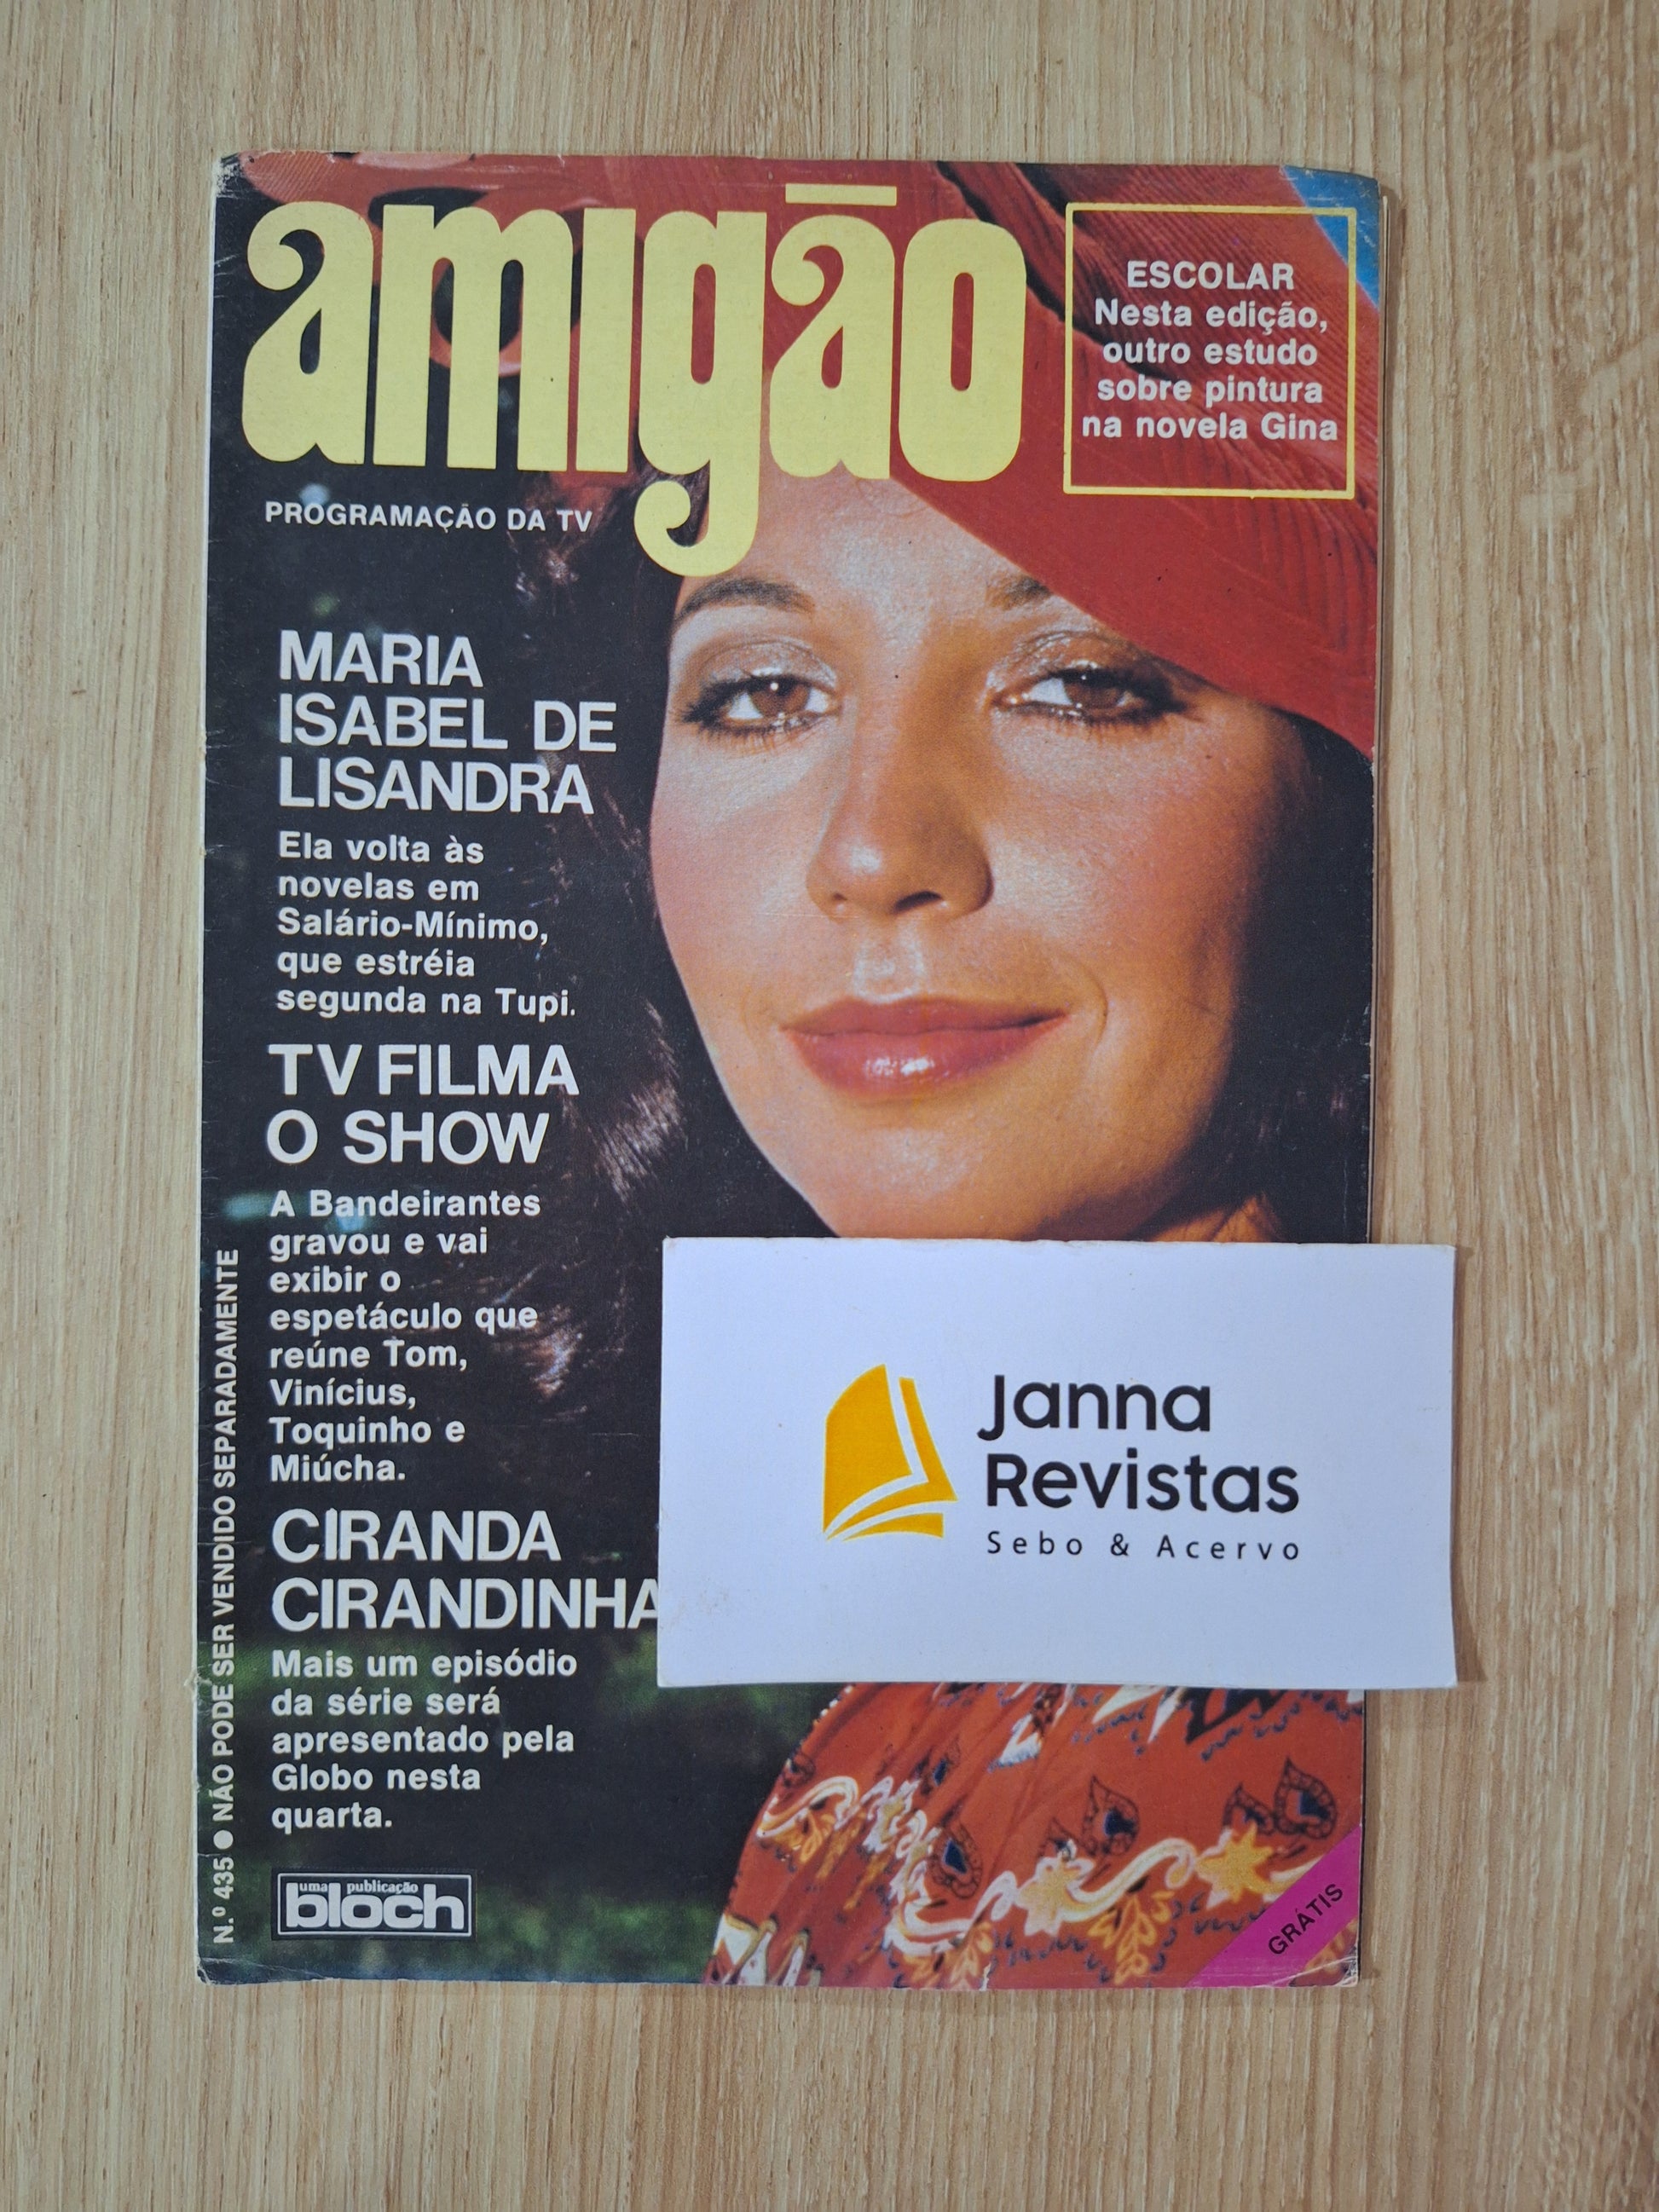 amigão
ESCOLAR
Nesta edição,
outro estudo
sobre pintura
na novela Gina
PROGRAMAÇÃO DA TV
MARIA
ISABEL DE
LISANDRA
Ela volta às
novelas em
Salário-Mínimo,
que estréia
segunda na Tupi.
TV FILMA
O SHOW
A Bandeirantes
gravou e vai
exibir o
espetáculo que
reúne Tom,
Vinícius,
Toquinho e
Miúcha.
CIRANDA
CIRANDINHA
Mais um episódio
da série será
apresentado pela
Globo nesta
quarta.
uma publicação
bloch
N.º 435 ● NÃO PODE SER VENDIDO SEPARADAMENTE
Janna
Revistas
Sebo & Acervo
GRÁTIS